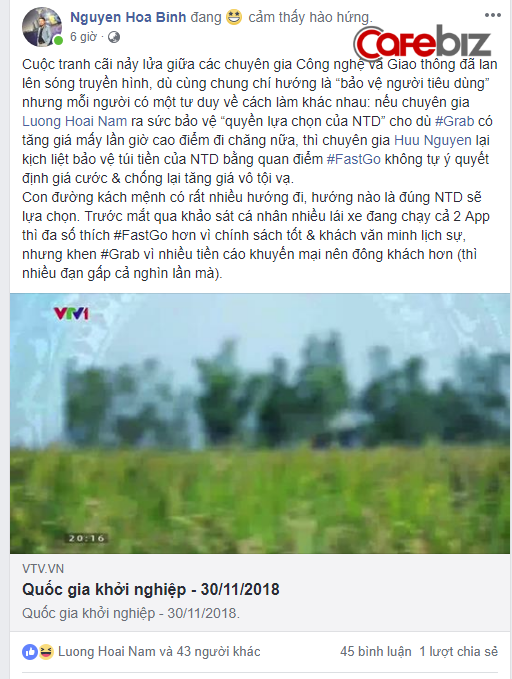 Nguyen Hoa Binh đang 😆 cảm thấy hào hứng.
6 giờ ·
CafeBiz
Cuộc tranh cãi nảy lửa giữa các chuyên gia Công nghệ và Giao thông đã lan
lên sóng truyền hình, dù cùng chung chí hướng là “bảo vệ người tiêu dùng”
nhưng mỗi người có một tư duy về cách làm khác nhau: nếu chuyên gia
Luong Hoai Nam ra sức bảo vệ “quyền lựa chọn của NTD” cho dù #Grab có
tăng giá mấy lần giờ cao điểm đi chăng nữa, thì chuyên gia Huu Nguyen lại
kịch liệt bảo vệ túi tiền của NTD bằng quan điểm #FastGo không tự ý quyết
định giá cước & chống lại tăng giá vô tội vạ.
Con đường kách mệnh có rất nhiều hướng đi, hướng nào là đúng NTD sẽ
lựa chọn. Trước mắt qua khảo sát cá nhân nhiều lái xe đang chạy cả 2 App
thì đa số thích #FastGo hơn vì chính sách tốt & khách văn minh lịch sự,
nhưng khen #Grab vì nhiều tiền cáo khuyến mại nên đông khách hơn (thì
nhiều đạn gấp cả nghìn lần mà).
VTV1
20:16
VTV.VN
Quốc gia khởi nghiệp - 30/11/2018
Quốc gia khởi nghiệp - 30/11/2018.
Luong Hoai Nam và 43 người khác
45 bình luận 1 lượt chia sẻ